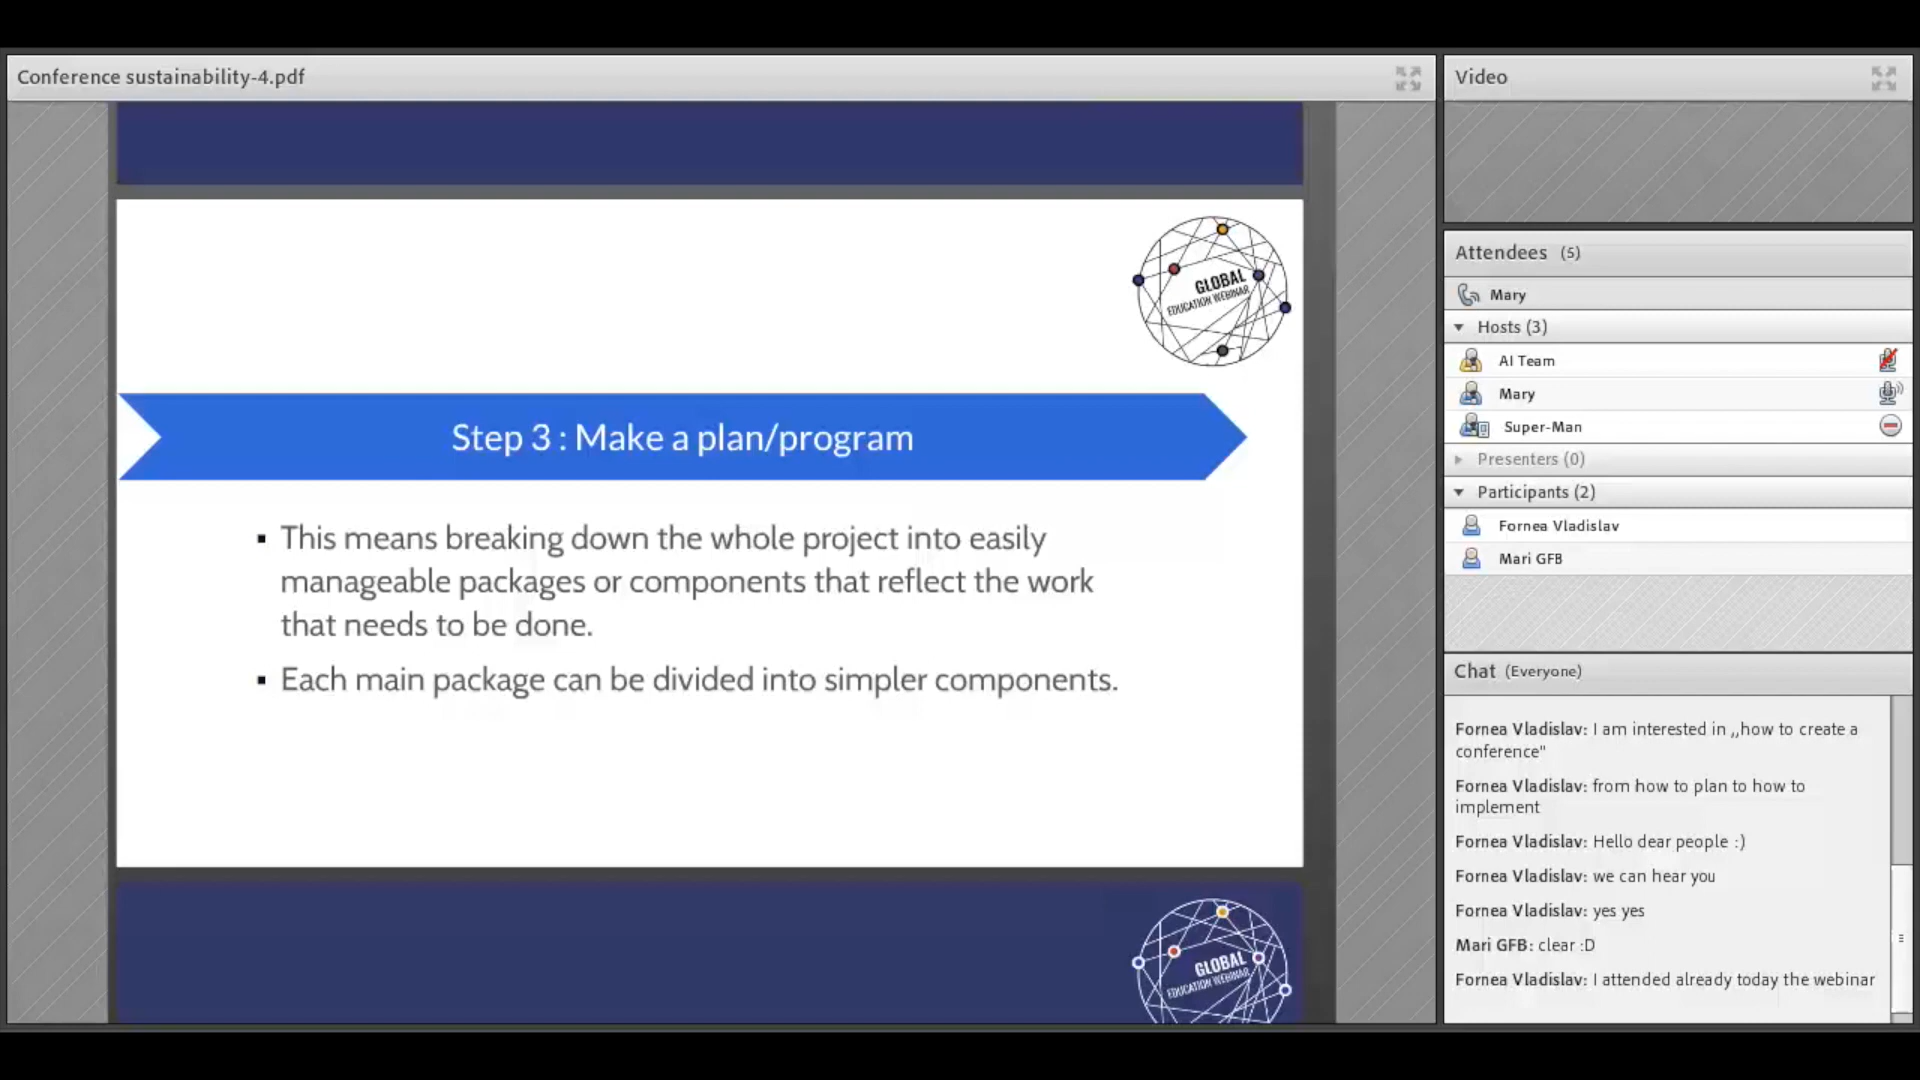 Conference sustainability-4.pdf
GLOBAL
EDUCATION WEBINAR
Step 3 : Make a plan/program
▪ This means breaking down the whole project into easily
manageable packages or components that reflect the work
that needs to be done.
▪ Each main package can be divided into simpler components.
GLOBAL
EDUCATION WEBINAR
Video
Attendees (5)
Mary
Hosts (3)
AI Team
Mary
Super-Man
Presenters (0)
Participants (2)
Fornea Vladislav
Mari GFB
Chat (Everyone)
Fornea Vladislav: I am interested in ,,how to create a
conference"
Fornea Vladislav: from how to plan to how to
implement
Fornea Vladislav: Hello dear people :)
Fornea Vladislav: we can hear you
Fornea Vladislav: yes yes
Mari GFB: clear :D
Fornea Vladislav: I attended already today the webinar